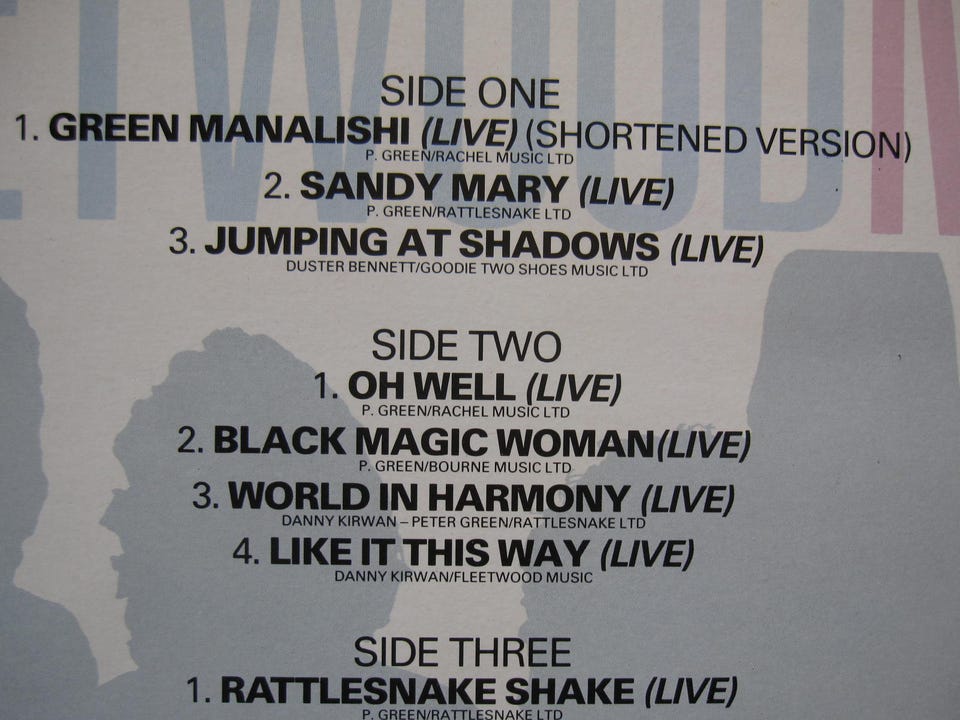 ETWOOD M
SIDE ONE
1. GREEN MANALISHI (LIVE) (SHORTENED VERSION)
P. GREEN/RACHEL MUSIC LTD
2. SANDY MARY (LIVE)
P. GREEN/RATTLESNAKE LTD
3. JUMPING AT SHADOWS (LIVE)
DUSTER BENNETT/GOODIE TWO SHOES MUSIC LTD
SIDE TWO
1. OH WELL (LIVE)
P. GREEN/RACHEL MUSIC LTD
2. BLACK MAGIC WOMAN(LIVE)
P. GREEN/BOURNE MUSIC LTD
3. WORLD IN HARMONY (LIVE)
DANNY KIRWAN – PETER GREEN/RATTLESNAKE LTD
4. LIKE IT THIS WAY (LIVE)
DANNY KIRWAN/FLEETWOOD MUSIC
SIDE THREE
1. RATTLESNAKE SHAKE (LIVE)
P. GREEN/RATTLESNAKE LTD